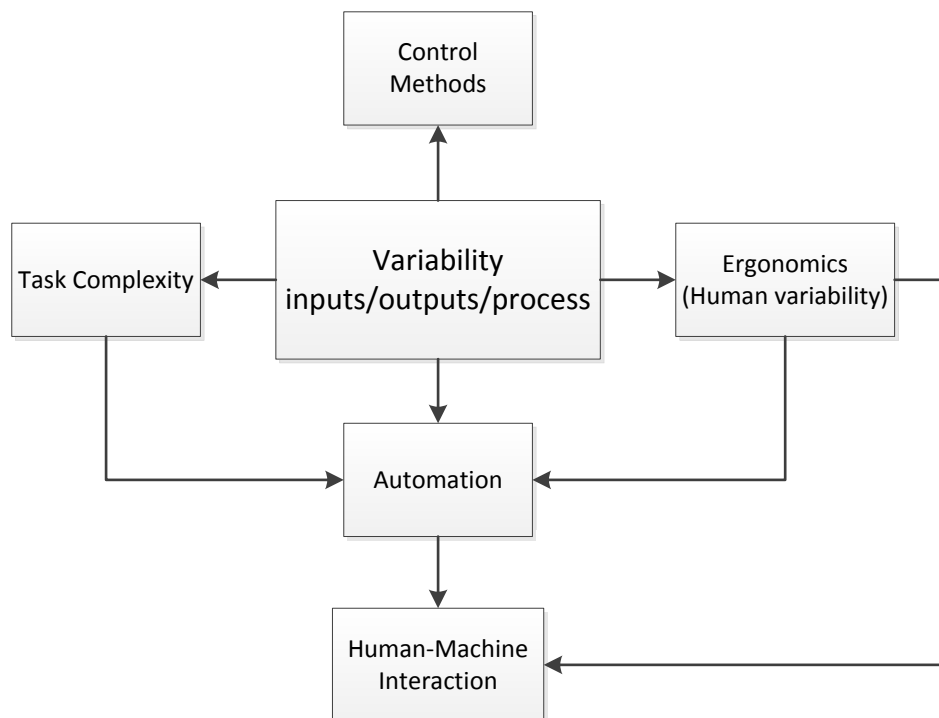 Control
Methods
Task Complexity
Variability
inputs/outputs/process
Ergonomics
(Human variability)
Automation
Human-Machine
Interaction